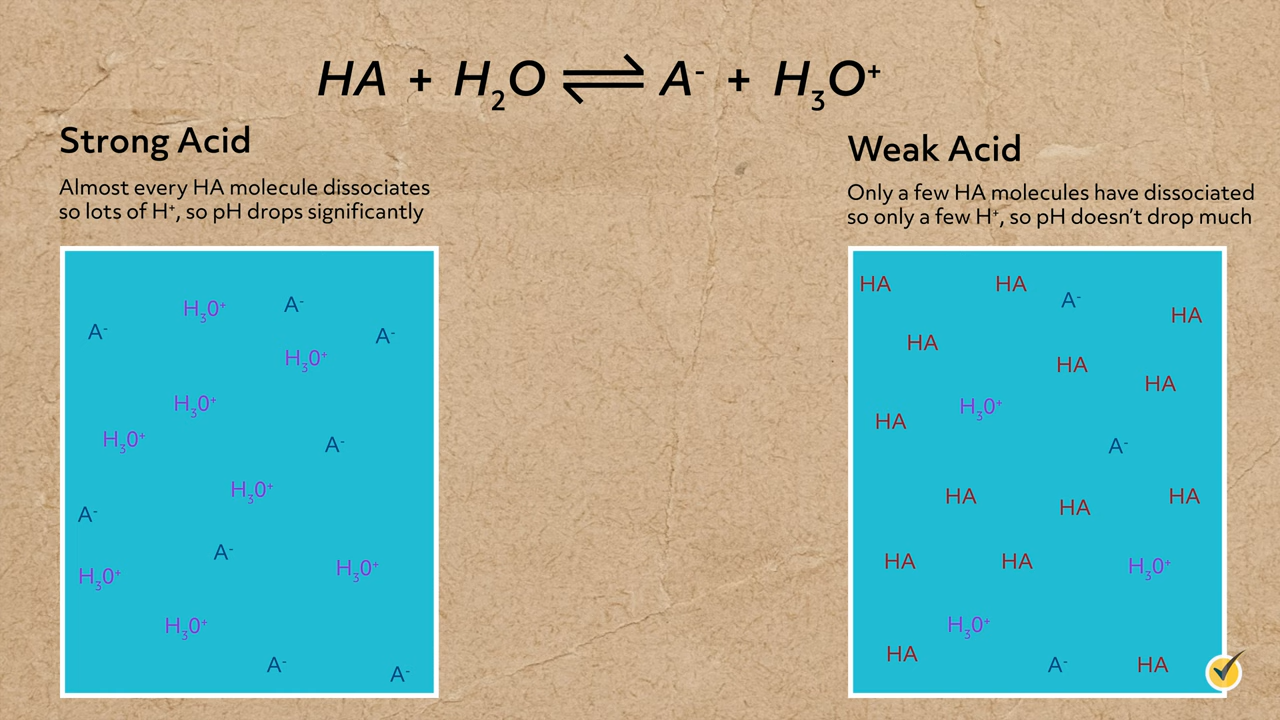 HA + H₂O ⇌ A⁻ + H₃O⁺
Strong Acid
Almost every HA molecule dissociates
so lots of H⁺, so pH drops significantly
H₃0⁺
A⁻
A⁻
A⁻
H₃0⁺
H₃0⁺
H₃0⁺
A⁻
H₃0⁺
A⁻
A⁻
H₃0⁺
H₃0⁺
H₃0⁺
A⁻
A⁻
Weak Acid
Only a few HA molecules have dissociated
so only a few H⁺, so pH doesn’t drop much
HA
HA
A⁻
HA
HA
HA
HA
H₃0⁺
HA
A⁻
HA
HA
HA
HA
HA
H₃0⁺
H₃0⁺
HA
A⁻
HA